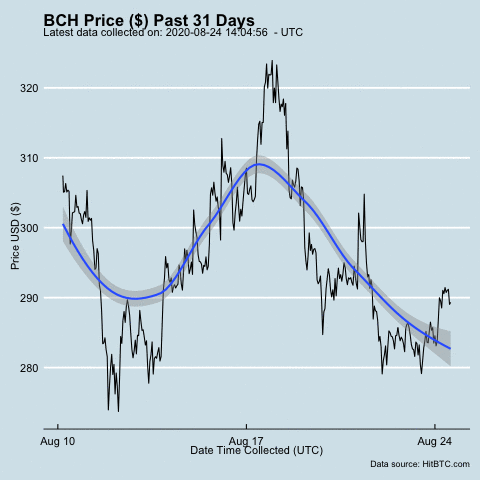 BCH Price ($) Past 31 Days
Latest data collected on: 2020-08-24 14:04:56 - UTC
320
310
300
290
280
Price USD ($)
Aug 10
Aug 17
Aug 24
Date Time Collected (UTC)
Data source: HitBTC.com